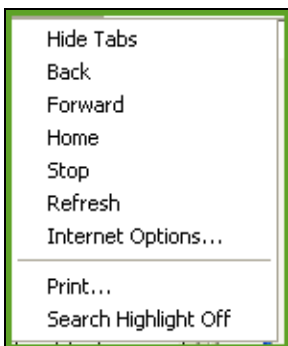 Hide Tabs
Back
Forward
Home
Stop
Refresh
Internet Options...
Print...
Search Highlight Off